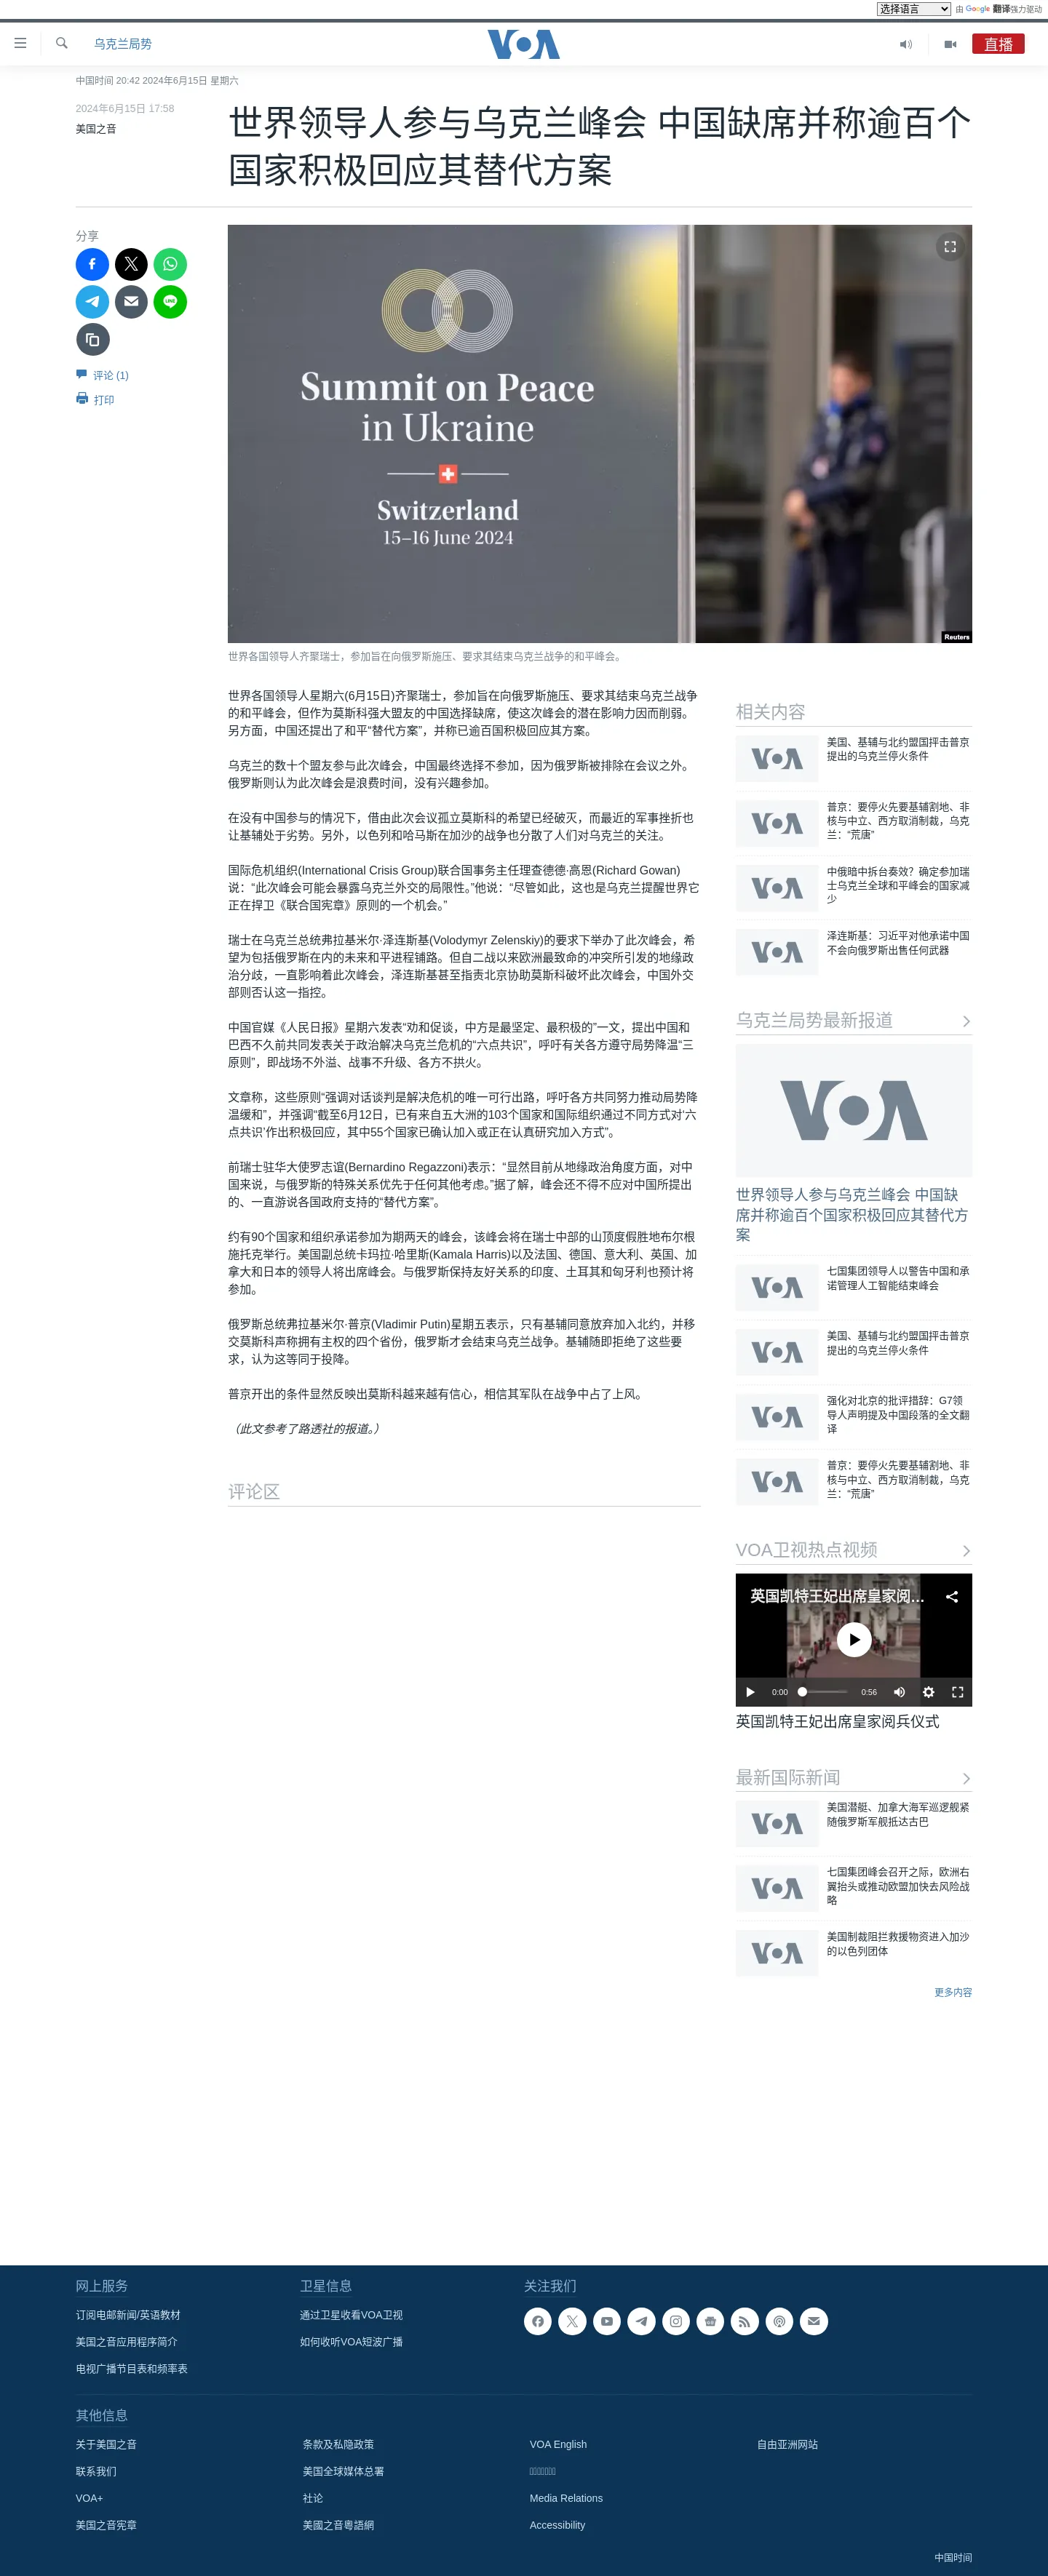 选择语言 由 Google 翻译强力驱动
乌克兰局势
VOA
直播
中国时间 20:42 2024年6月15日 星期六
2024年6月15日 17:58
美国之音
世界领导人参与乌克兰峰会 中国缺席并称逾百个
国家积极回应其替代方案
分享
评论 (1)
打印
Summit on Peace
in Ukraine
Switzerland
15–16 June 2024
Reuters
世界各国领导人齐聚瑞士，参加旨在向俄罗斯施压、要求其结束乌克兰战争的和平峰会。
世界各国领导人星期六(6月15日)齐聚瑞士，参加旨在向俄罗斯施压、要求其结束乌克兰战争
的和平峰会，但作为莫斯科强大盟友的中国选择缺席，使这次峰会的潜在影响力因而削弱。
另方面，中国还提出了和平“替代方案”，并称已逾百国积极回应其方案。
乌克兰的数十个盟友参与此次峰会，中国最终选择不参加，因为俄罗斯被排除在会议之外。
俄罗斯则认为此次峰会是浪费时间，没有兴趣参加。
在没有中国参与的情况下，借由此次会议孤立莫斯科的希望已经破灭，而最近的军事挫折也
让基辅处于劣势。另外，以色列和哈马斯在加沙的战争也分散了人们对乌克兰的关注。
国际危机组织(International Crisis Group)联合国事务主任理查德德·高恩(Richard Gowan)
说：“此次峰会可能会暴露乌克兰外交的局限性。”他说：“尽管如此，这也是乌克兰提醒世界它
正在捍卫《联合国宪章》原则的一个机会。”
瑞士在乌克兰总统弗拉基米尔·泽连斯基(Volodymyr Zelenskiy)的要求下举办了此次峰会，希
望为包括俄罗斯在内的未来和平进程铺路。但自二战以来欧洲最致命的冲突所引发的地缘政
治分歧，一直影响着此次峰会，泽连斯基甚至指责北京协助莫斯科破坏此次峰会，中国外交
部则否认这一指控。
中国官媒《人民日报》星期六发表“劝和促谈，中方是最坚定、最积极的”一文，提出中国和
巴西不久前共同发表关于政治解决乌克兰危机的“六点共识”，呼吁有关各方遵守局势降温“三
原则”，即战场不外溢、战事不升级、各方不拱火。
文章称，这些原则“强调对话谈判是解决危机的唯一可行出路，呼吁各方共同努力推动局势降
温缓和”，并强调“截至6月12日，已有来自五大洲的103个国家和国际组织通过不同方式对‘六
点共识’作出积极回应，其中55个国家已确认加入或正在认真研究加入方式”。
前瑞士驻华大使罗志谊(Bernardino Regazzoni)表示：“显然目前从地缘政治角度方面，对中
国来说，与俄罗斯的特殊关系优先于任何其他考虑。”据了解，峰会还不得不应对中国所提出
的、一直游说各国政府支持的“替代方案”。
约有90个国家和组织承诺参加为期两天的峰会，该峰会将在瑞士中部的山顶度假胜地布尔根
施托克举行。美国副总统卡玛拉·哈里斯(Kamala Harris)以及法国、德国、意大利、英国、加
拿大和日本的领导人将出席峰会。与俄罗斯保持友好关系的印度、土耳其和匈牙利也预计将
参加。
俄罗斯总统弗拉基米尔·普京(Vladimir Putin)星期五表示，只有基辅同意放弃加入北约，并移
交莫斯科声称拥有主权的四个省份，俄罗斯才会结束乌克兰战争。基辅随即拒绝了这些要
求，认为这等同于投降。
普京开出的条件显然反映出莫斯科越来越有信心，相信其军队在战争中占了上风。
（此文参考了路透社的报道。）
评论区
相关内容
VOA
美国、基辅与北约盟国抨击普京
提出的乌克兰停火条件
VOA
普京：要停火先要基辅割地、非
核与中立、西方取消制裁，乌克
兰：“荒唐”
VOA
中俄暗中拆台奏效？确定参加瑞
士乌克兰全球和平峰会的国家减
少
VOA
泽连斯基：习近平对他承诺中国
不会向俄罗斯出售任何武器
乌克兰局势最新报道
VOA
世界领导人参与乌克兰峰会 中国缺
席并称逾百个国家积极回应其替代方
案
VOA
七国集团领导人以警告中国和承
诺管理人工智能结束峰会
VOA
美国、基辅与北约盟国抨击普京
提出的乌克兰停火条件
VOA
强化对北京的批评措辞：G7领
导人声明提及中国段落的全文翻
译
VOA
普京：要停火先要基辅割地、非
核与中立、西方取消制裁，乌克
兰：“荒唐”
VOA卫视热点视频
英国凯特王妃出席皇家阅...
0:00 0:56
英国凯特王妃出席皇家阅兵仪式
最新国际新闻
VOA
美国潜艇、加拿大海军巡逻舰紧
随俄罗斯军舰抵达古巴
VOA
七国集团峰会召开之际，欧洲右
翼抬头或推动欧盟加快去风险战
略
VOA
美国制裁阻拦救援物资进入加沙
的以色列团体
更多内容
网上服务
订阅电邮新闻/英语教材
美国之音应用程序简介
电视广播节目表和频率表
卫星信息
通过卫星收看VOA卫视
如何收听VOA短波广播
关注我们
其他信息
关于美国之音
联系我们
VOA+
美国之音宪章
条款及私隐政策
美国全球媒体总署
社论
美國之音粵語網
VOA English
Media Relations
Accessibility
自由亚洲网站
中国时间